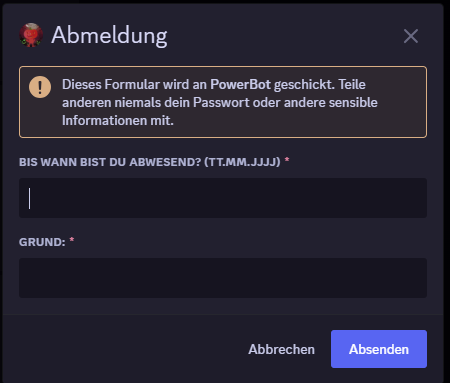 Abmeldung
Dieses Formular wird an PowerBot geschickt. Teile
anderen niemals dein Passwort oder andere sensible
Informationen mit.
BIS WANN BIST DU ABWESEND? (TT.MM.JJJJ) *
GRUND: *
Abbrechen
Absenden